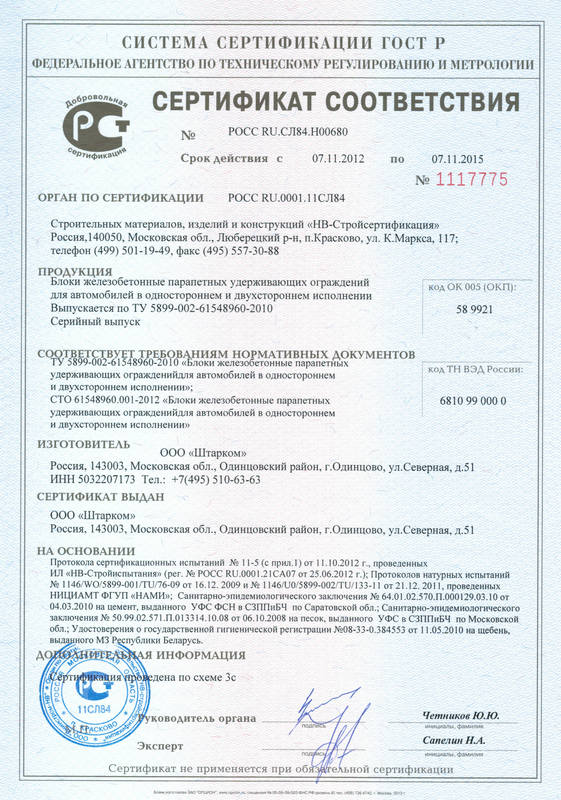 СИСТЕМА СЕРТИФИКАЦИИ ГОСТ Р
ФЕДЕРАЛЬНОЕ АГЕНТСТВО ПО ТЕХНИЧЕСКОМУ РЕГУЛИРОВАНИЮ И МЕТРОЛОГИИ
Добровольная
сертификация
СЕРТИФИКАТ СООТВЕТСТВИЯ
№ РОСС RU.СЛ84.Н00680
Срок действия с 07.11.2012 по 07.11.2015
№ 1117775
ОРГАН ПО СЕРТИФИКАЦИИ РОСС RU.0001.11СЛ84
Строительных материалов, изделий и конструкций «НВ-Стройсертификация»
Россия,140050, Московская обл., Люберецкий р-н, п.Красково, ул. К.Маркса, 117;
телефон (499) 501-19-49, факс (495) 557-30-88
ПРОДУКЦИЯ
Блоки железобетонные парапетных удерживающих ограждений
для автомобилей в одностороннем и двухстороннем исполнении
Выпускается по ТУ 5899-002-61548960-2010
Серийный выпуск
код ОК 005 (ОКП):
58 9921
СООТВЕТСТВУЕТ ТРЕБОВАНИЯМ НОРМАТИВНЫХ ДОКУМЕНТОВ
ТУ 5899-002-61548960-2010 «Блоки железобетонные парапетных
удерживающих огражденийдля автомобилей в одностороннем
и двухстороннем исполнении»;
СТО 61548960.001-2012 «Блоки железобетонные парапетных
удерживающих огражденийдля автомобилей в одностороннем
и двухстороннем исполнении»
код ТН ВЭД России:
6810 99 000 0
ИЗГОТОВИТЕЛЬ
ООО «Штарком»
Россия, 143003, Московская обл., Одинцовский район, г.Одинцово, ул.Северная, д.51
ИНН 5032207173 Тел.: +7(495) 510-63-63
СЕРТИФИКАТ ВЫДАН
ООО «Штарком»
Россия, 143003, Московская обл., Одинцовский район, г.Одинцово, ул.Северная, д.51
НА ОСНОВАНИИ
Протокола сертификационных испытаний № 11-5 (с прил.1) от 11.10.2012 г., проведенных
ИЛ «НВ-Стройиспытания» (рег. № РОСС RU.0001.21СА07 от 25.06.2012 г.); Протоколов натурных испытаний
№ 1146/WO/5899-001/TU/76-09 от 16.12. 2009 и № 1146/U0/5899-002/TU/133-11 от 21.12. 2011, проведенных
НИЦИАМТ ФГУП «НАМИ»; Санитарно-эпидемиологического заключения № 64.01.02.570.П.000129.03.10 от
04.03.2010 на цемент, выданного УФС ФСН в СЗППиБЧ по Саратовской обл.; Санитарно-эпидемиологического
заключения № 50.99.02.571.П.013314.10.08 от 06.10.2008 на песок, выданного УФС в СЗППиБЧ по Московской
обл.; Удостоверения о государственной гигиенической регистрации №08-33-0.384553 от 11.05.2010 на щебень,
выданного МЗ Республики Беларусь.
ДОПОЛНИТЕЛЬНАЯ ИНФОРМАЦИЯ
Сертификация проведена по схеме 3с
11СЛ84
П. КРАСКОВО
М.П.
Руководитель органа
подпись
Четников Ю.Ю.
инициалы, фамилия
Эксперт
подпись
Сапелин Н.А.
инициалы, фамилия
Сертификат не применяется при обязательной сертификации